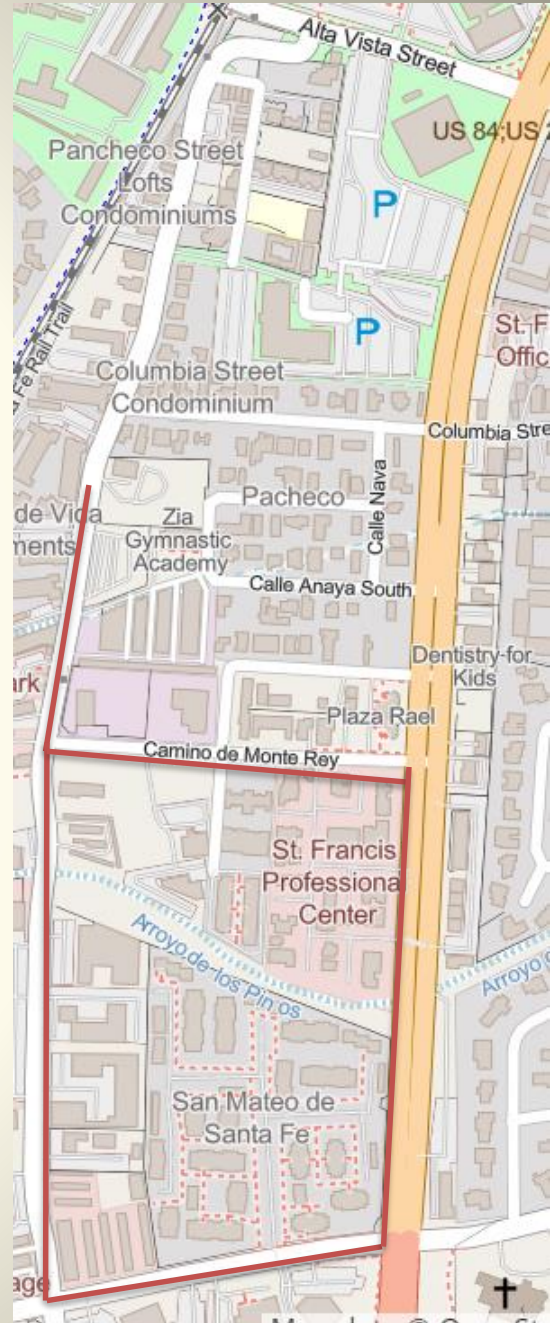 Alta Vista Street
US 84;US
Pancheco Street
Lofts
Condominiums
P
P
St. F
Offic
Fe Rail Trail
Columbia Street
Condominium
Columbia Stre
de Vida
ments
Pacheco
Zia
Gymnastic
Academy
Calle Nava
Calle Anaya South
Dentistry for
Kids
ark
Plaza Rael
Camino de Monte Rey
St. Francis
Professional
Center
Arroyo de los Pinos
Arroyo d
San Mateo de
Santa Fe
age